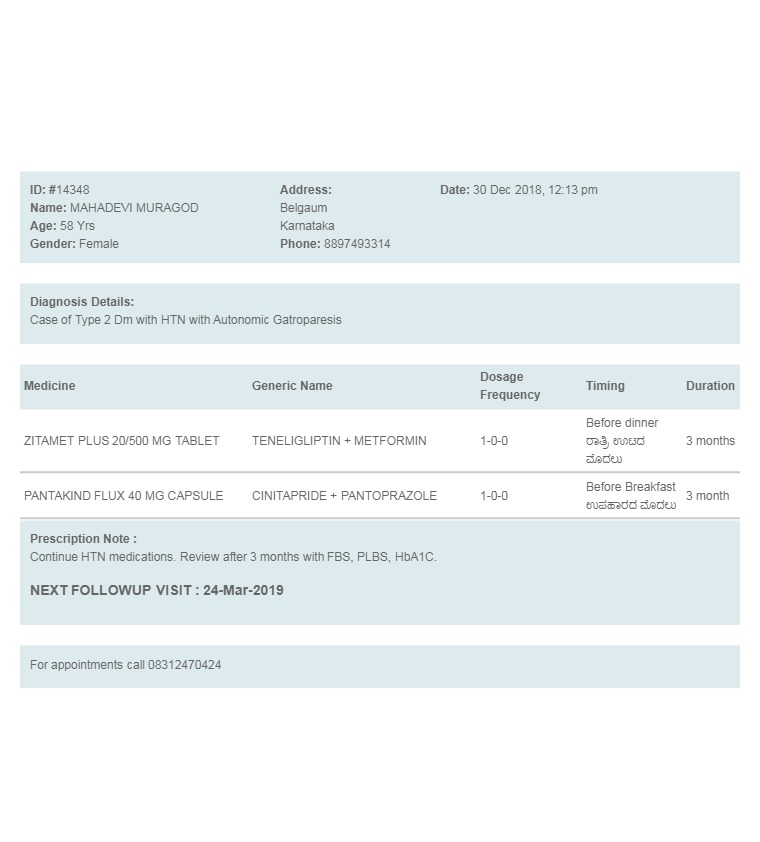 ID: #14348
Name: MAHADEVI MURAGOD
Age: 58 Yrs
Gender: Female
Address:
Belgaum
Karnataka
Phone: 8897493314
Date: 30 Dec 2018, 12:13 pm
Diagnosis Details:
Case of Type 2 Dm with HTN with Autonomic Gatroparesis
Medicine Generic Name Dosage Frequency Timing Duration
ZITAMET PLUS 20/500 MG TABLET TENELIGLIPTIN + METFORMIN 1-0-0 Before dinner 3 months
ರಾತ್ರಿ ಊಟದ
ಮೊದಲು
PANTAKIND FLUX 40 MG CAPSULE CINITAPRIDE + PANTOPRAZOLE 1-0-0 Before Breakfast 3 month
ಉಪಹಾರದ ಮೊದಲು
Prescription Note :
Continue HTN medications. Review after 3 months with FBS, PLBS, HbA1C.
NEXT FOLLOWUP VISIT : 24-Mar-2019
For appointments call 08312470424